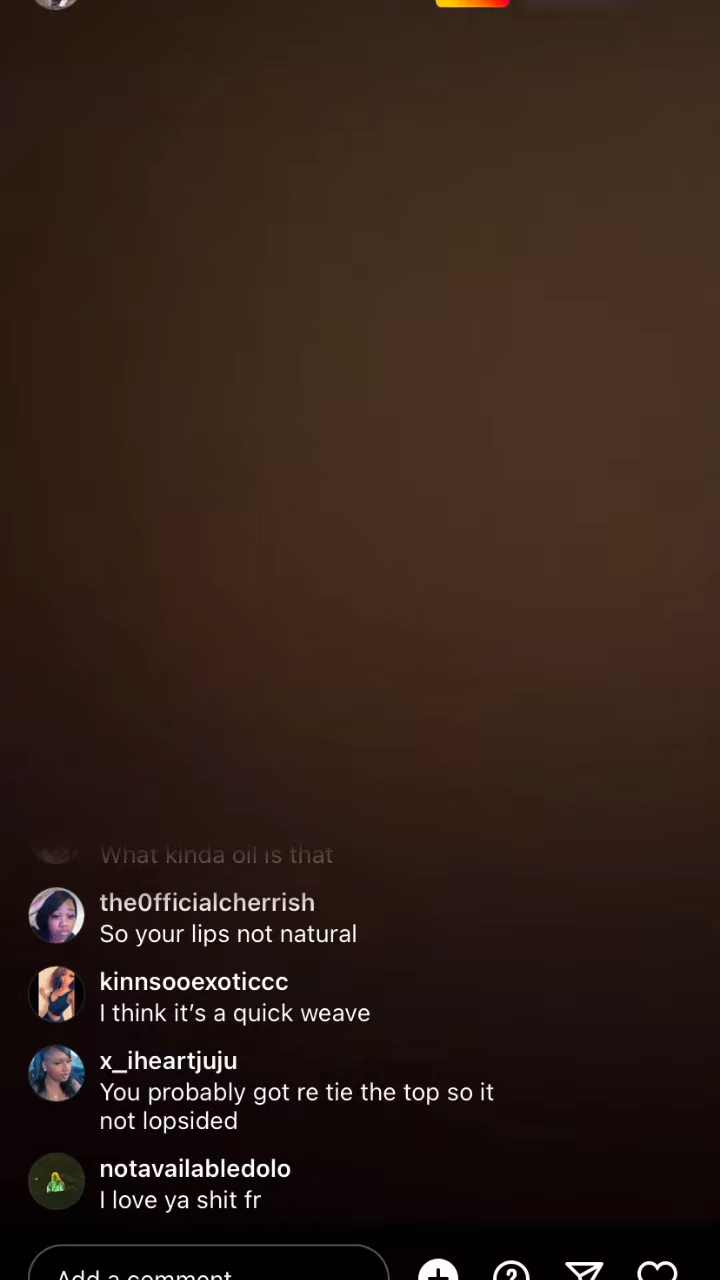 What kinda oil is that
the0fficialcherrish
So your lips not natural
kinnsooexoticcc
I think it’s a quick weave
x_iheartjuju
You probably got re tie the top so it
not lopsided
notavailabledolo
I love ya shit fr
Add a comment